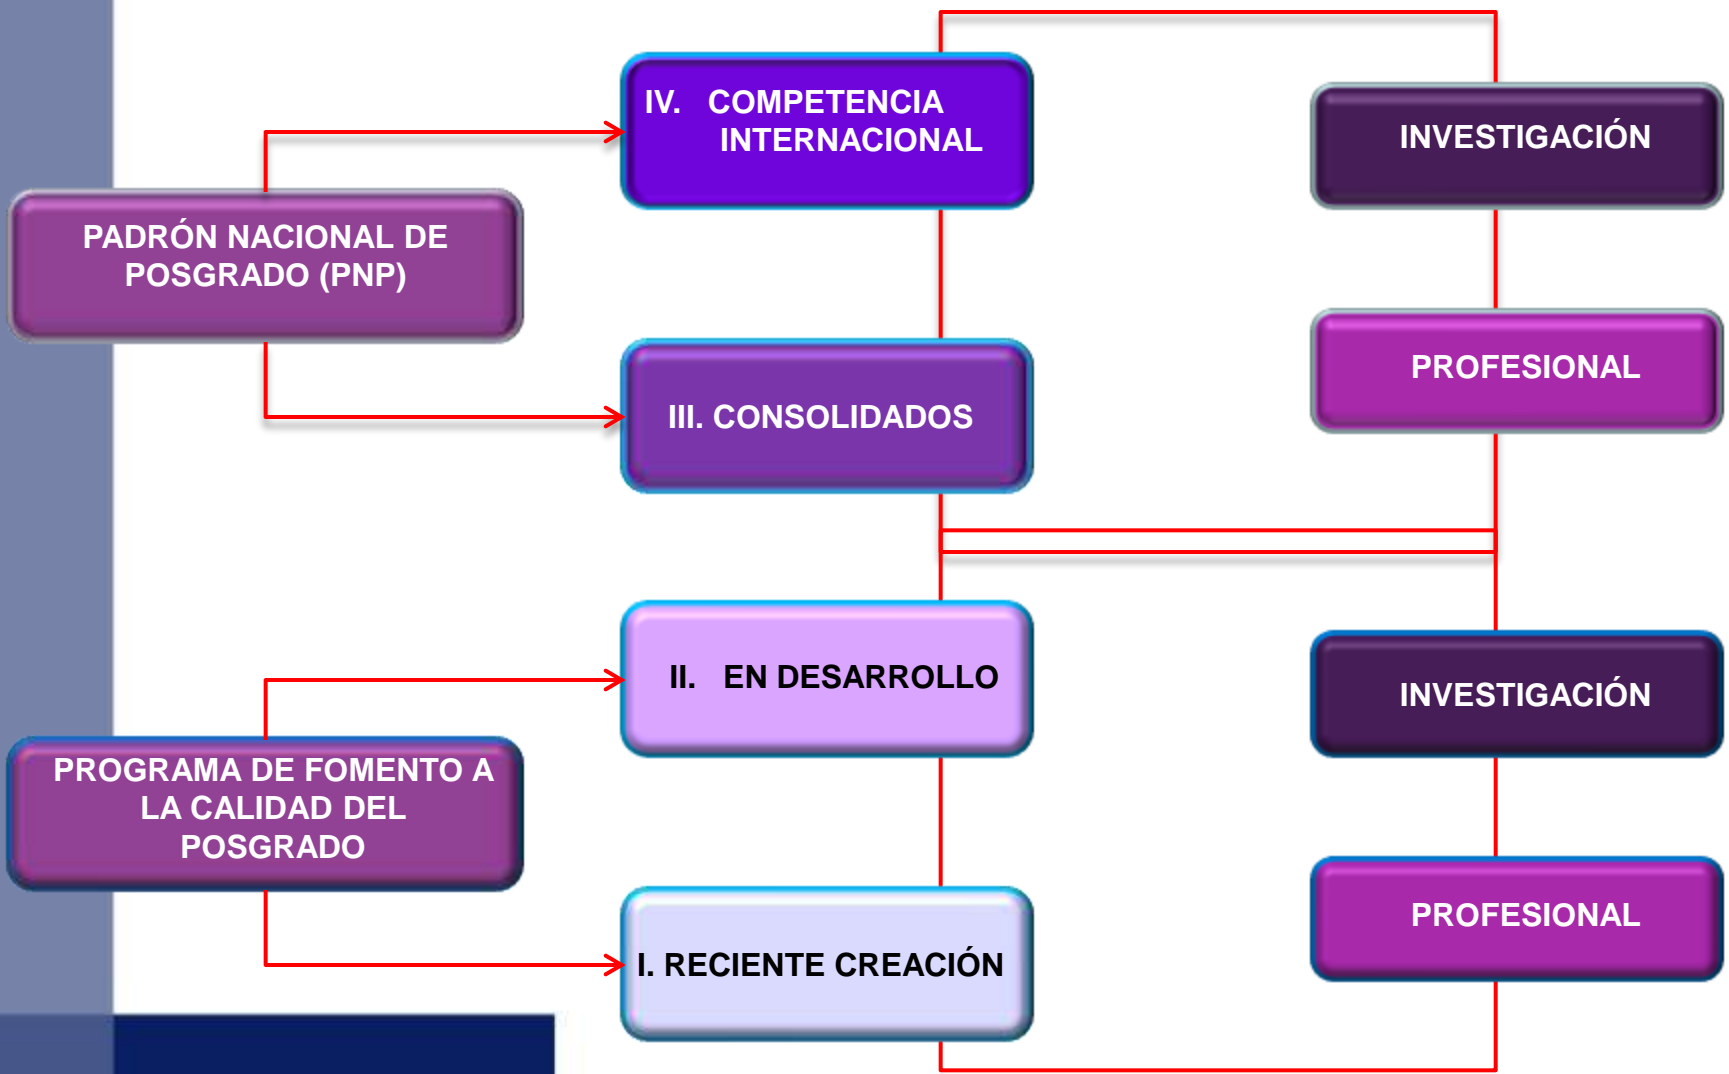 IV. COMPETENCIA
INTERNACIONAL
INVESTIGACIÓN
PADRÓN NACIONAL DE
POSGRADO (PNP)
PROFESIONAL
III. CONSOLIDADOS
II. EN DESARROLLO
INVESTIGACIÓN
PROGRAMA DE FOMENTO A
LA CALIDAD DEL
POSGRADO
PROFESIONAL
I. RECIENTE CREACIÓN